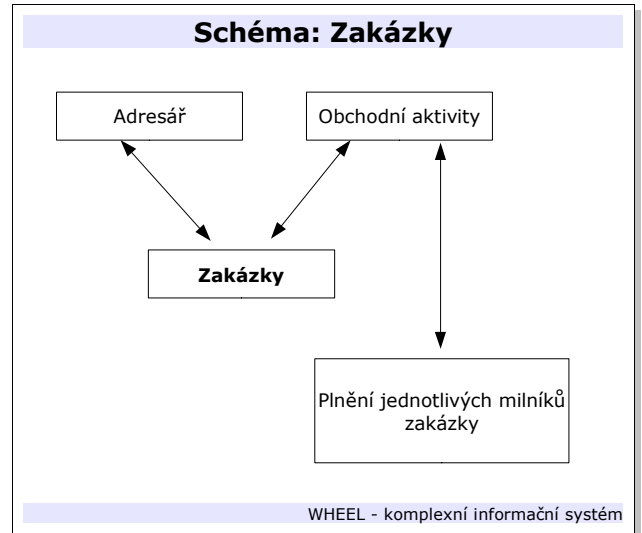 Schéma: Zakázky
Adresář
Obchodní aktivity
Zakázky
Plnění jednotlivých milníků
zakázky
WHEEL - komplexní informační systém